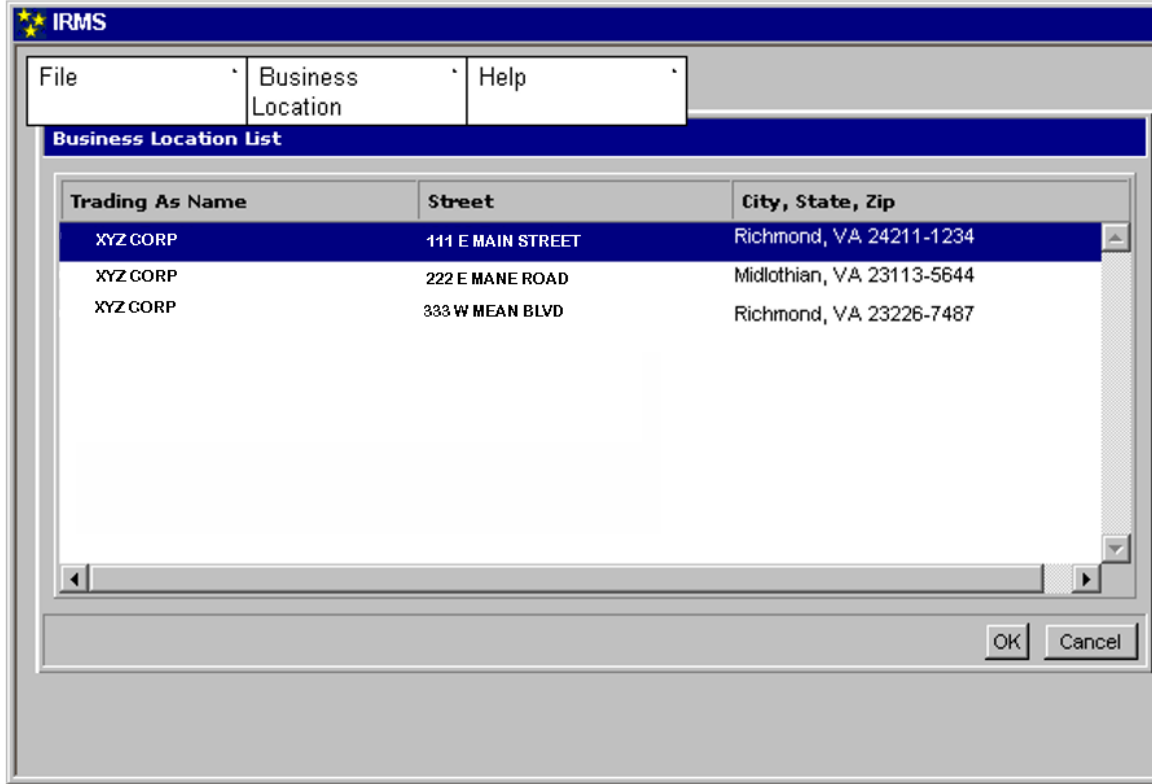 IRMS
File Business Help
Location
Business Location List
Trading As Name Street City, State, Zip
XYZ CORP 111 E MAIN STREET Richmond, VA 24211-1234
XYZ CORP 222 E MANE ROAD Midlothian, VA 23113-5644
XYZ CORP 333 W MEAN BLVD Richmond, VA 23226-7487
OK Cancel